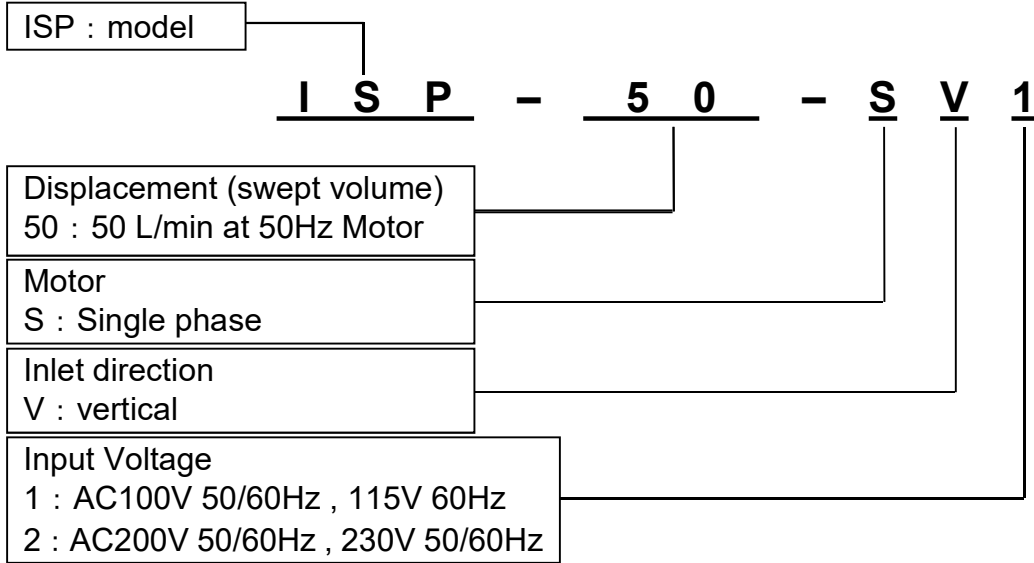 ISP : model
I S P – 5 0 – S V 1
Displacement (swept volume)
50 : 50 L/min at 50Hz Motor
Motor
S : Single phase
Inlet direction
V : vertical
Input Voltage
1 : AC100V 50/60Hz , 115V 60Hz
2 : AC200V 50/60Hz , 230V 50/60Hz